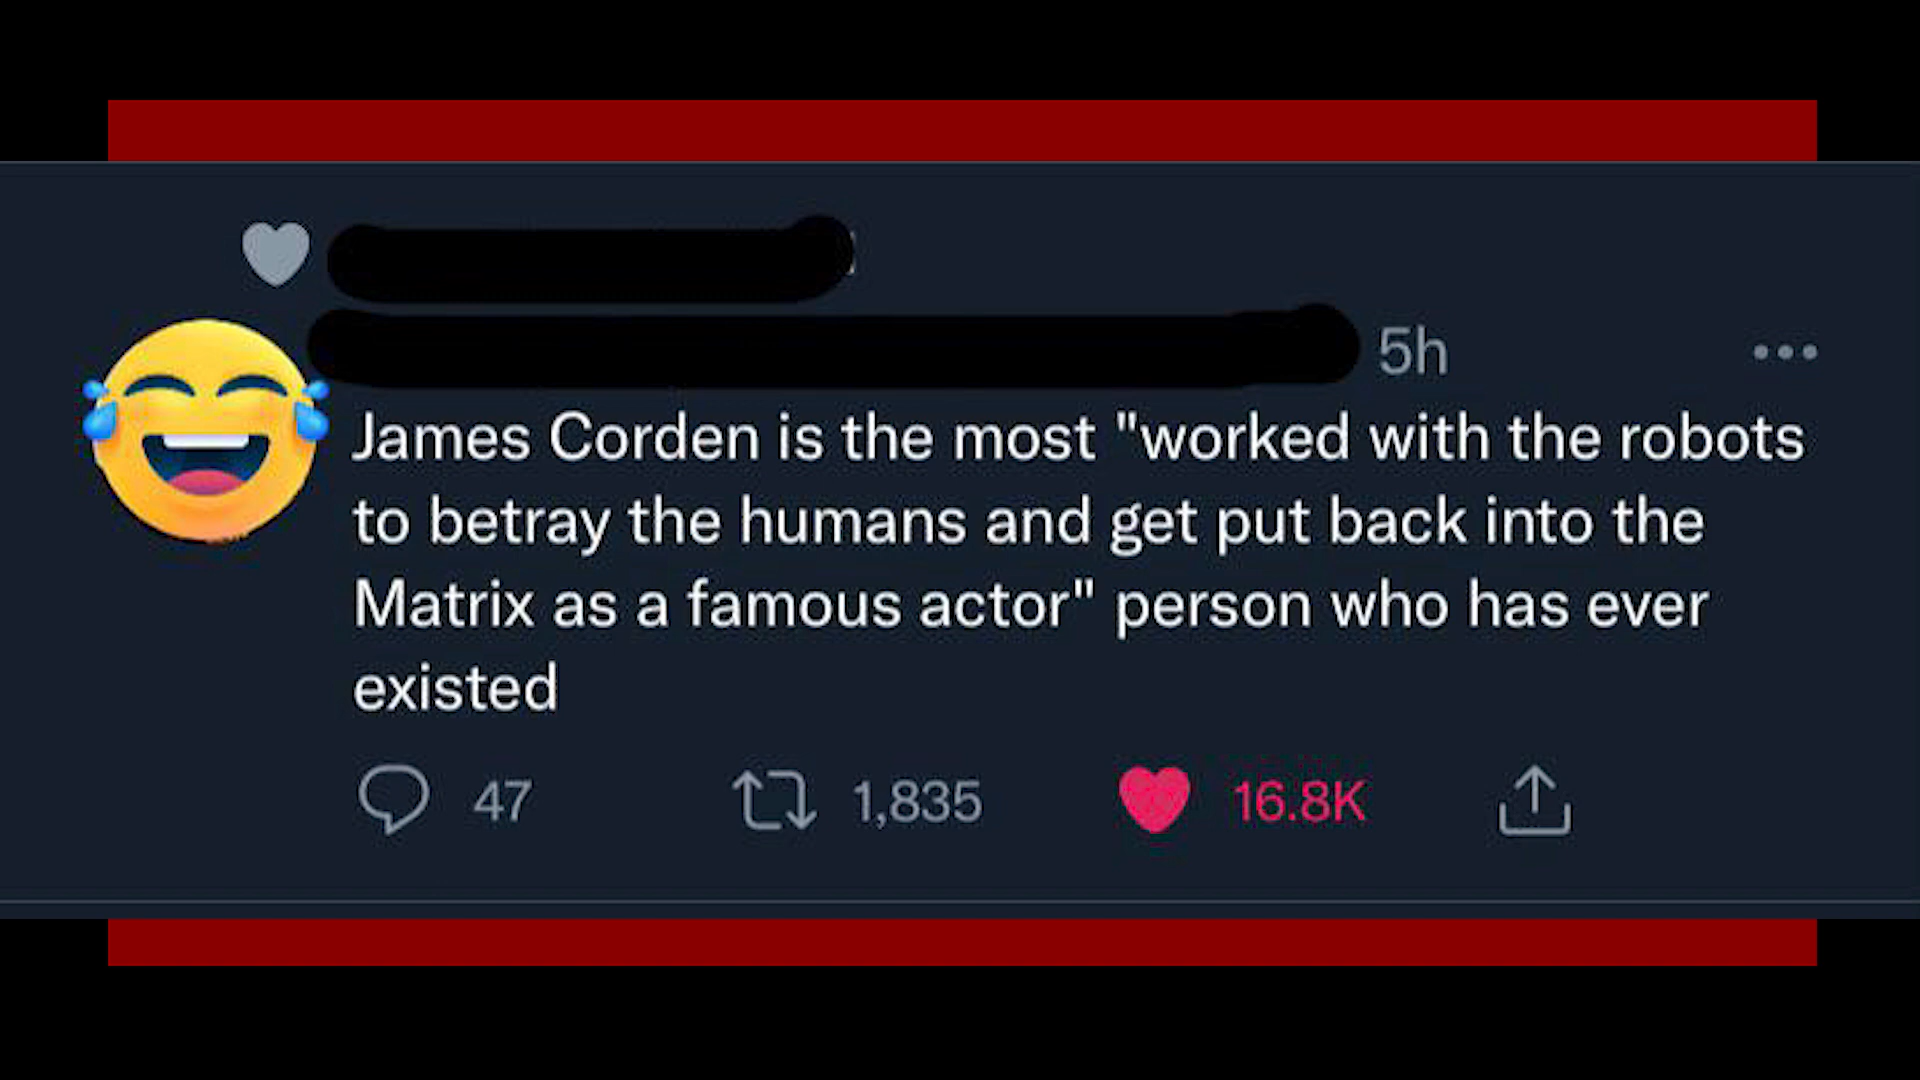 5h
James Corden is the most "worked with the robots
to betray the humans and get put back into the
Matrix as a famous actor" person who has ever
existed
47 1,835 16.8K